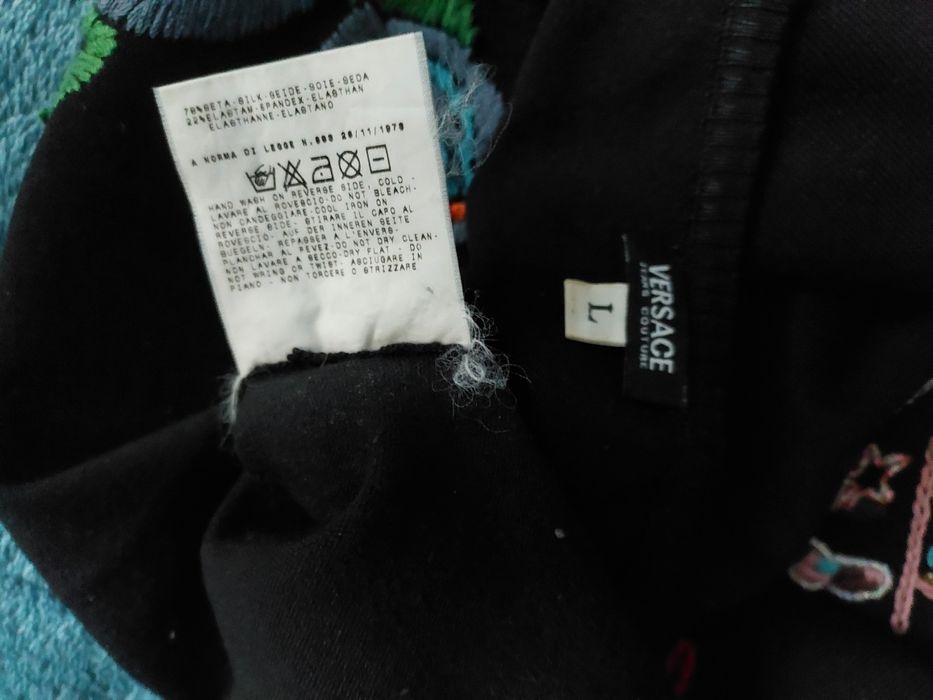 78%SETA-SILK-SEIDE-SOIE-SEDA
22%ELASTAN-SPANDEX-ELASTHAN
ELASTHANNE-ELASTANO
A NORMA DI LEGGE N.883 26/11/1973
HAND WASH ON REVERSE SIDE, COLD -
LAVARE AL ROVESCIO-DO NOT BLEACH-
NON CANDEGGIARE-COOL IRON ON
REVERSE SIDE- STIRARE IL CAPO AL
ROVESCIO- AUF DER INNEREN SEITE
BUEGELN- REPASSER A L'ENVERS-
PLANCHAR AL REVEZ-DO NOT DRY CLEAN-
NON LAVARE A SECCO-DRY FLAT - DO
NOT WRING OR TWIST- ASCIUGARE IN
PIANO - NON TORCERE O STRIZZARE
L
VERSACE
JEANS COUTURE